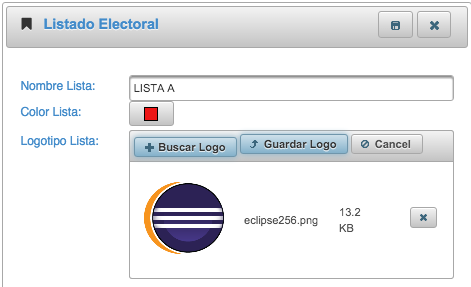 Listado Electoral
Nombre Lista: LISTA A
Color Lista:
Logotipo Lista: Buscar Logo Guardar Logo Cancel
eclipse256.png 13.2
KB